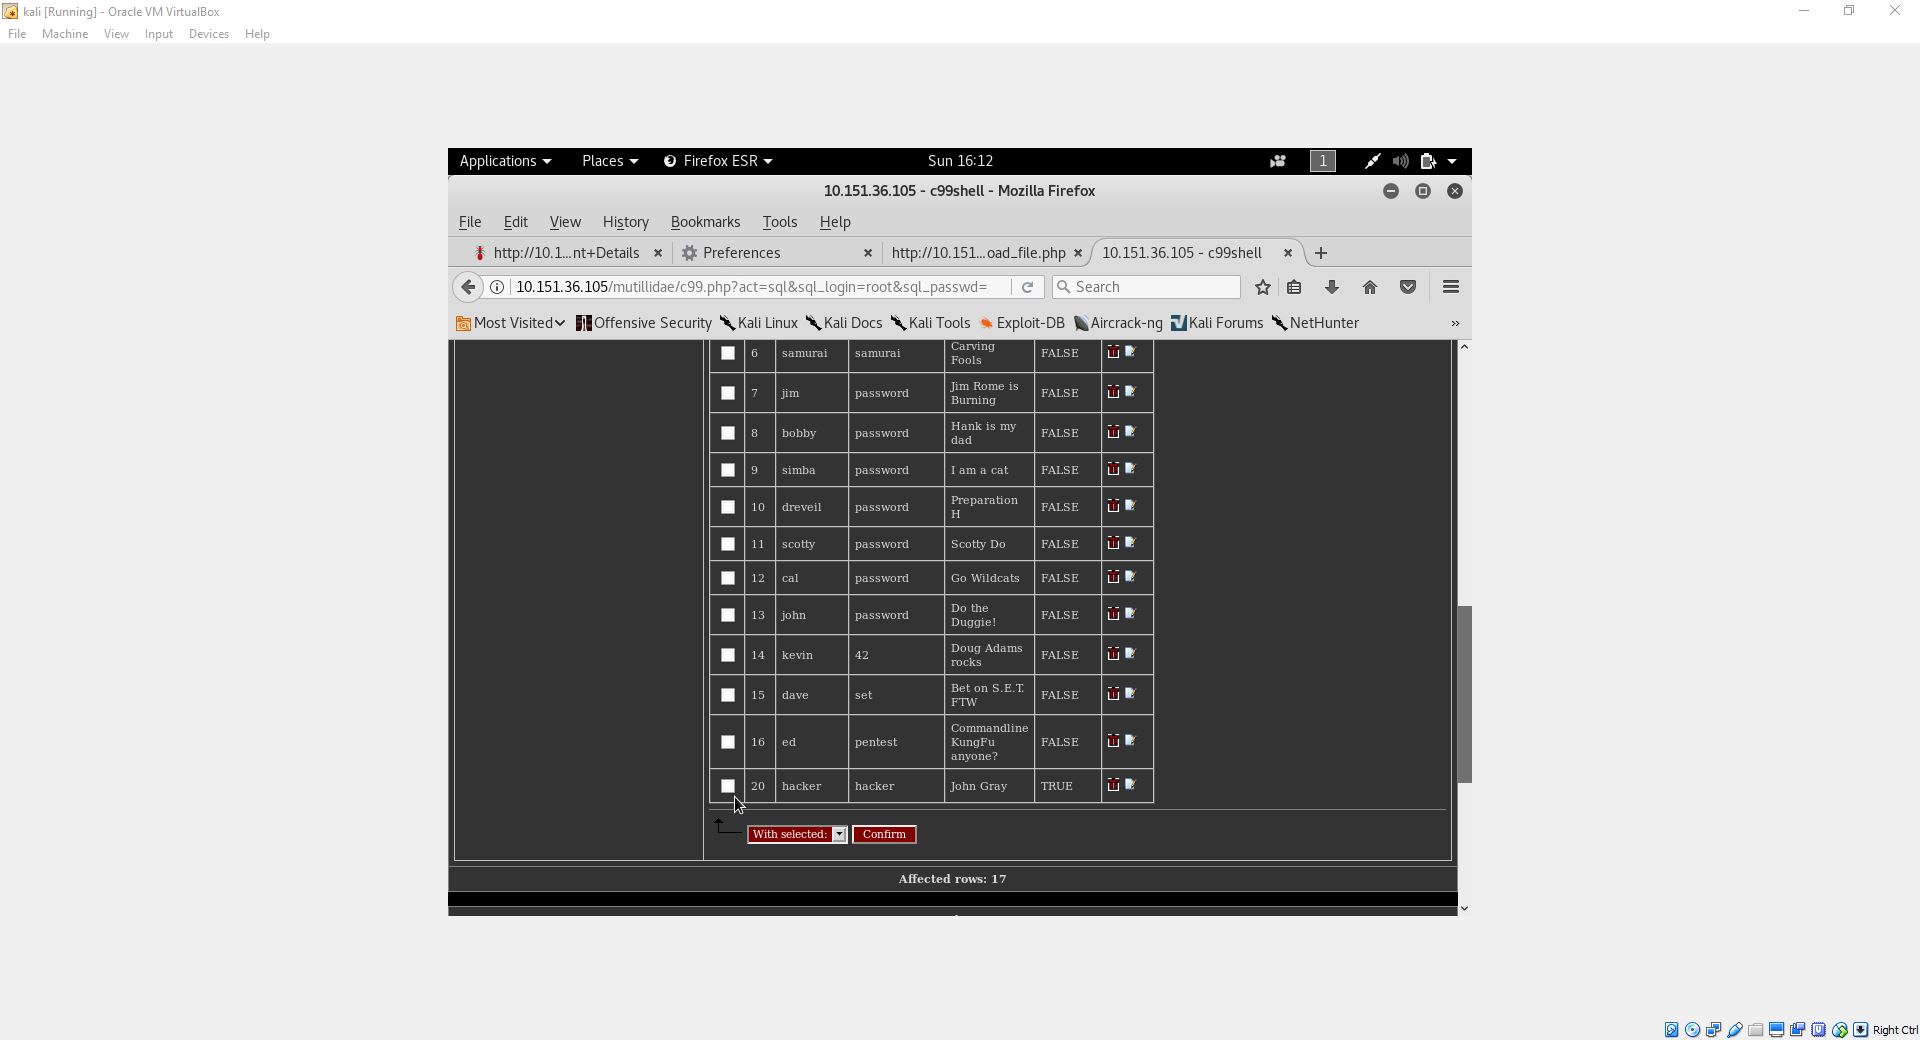 kali [Running] - Oracle VM VirtualBox
File Machine View Input Devices Help
Applications Places Firefox ESR Sun 16:12 1
10.151.36.105 - c99shell - Mozilla Firefox
File Edit View History Bookmarks Tools Help
http://10.1...nt+Details Preferences http://10.151...oad_file.php 10.151.36.105 - c99shell
10.151.36.105/mutillidae/c99.php?act=sql&sql_login=root&sql_passwd= Search
Most Visited Offensive Security Kali Linux Kali Docs Kali Tools Exploit-DB Aircrack-ng Kali Forums NetHunter »
6 samurai samurai Carving
Fools FALSE
7 jim password Jim Rome is
Burning FALSE
8 bobby password Hank is my
dad FALSE
9 simba password I am a cat FALSE
10 dreveil password Preparation
H FALSE
11 scotty password Scotty Do FALSE
12 cal password Go Wildcats FALSE
13 john password Do the
Duggie! FALSE
14 kevin 42 Doug Adams
rocks FALSE
15 dave set Bet on S.E.T.
FTW FALSE
16 ed pentest Commandline
KungFu
anyone? FALSE
20 hacker hacker John Gray TRUE
With selected: Confirm
Affected rows: 17
Right Ctrl